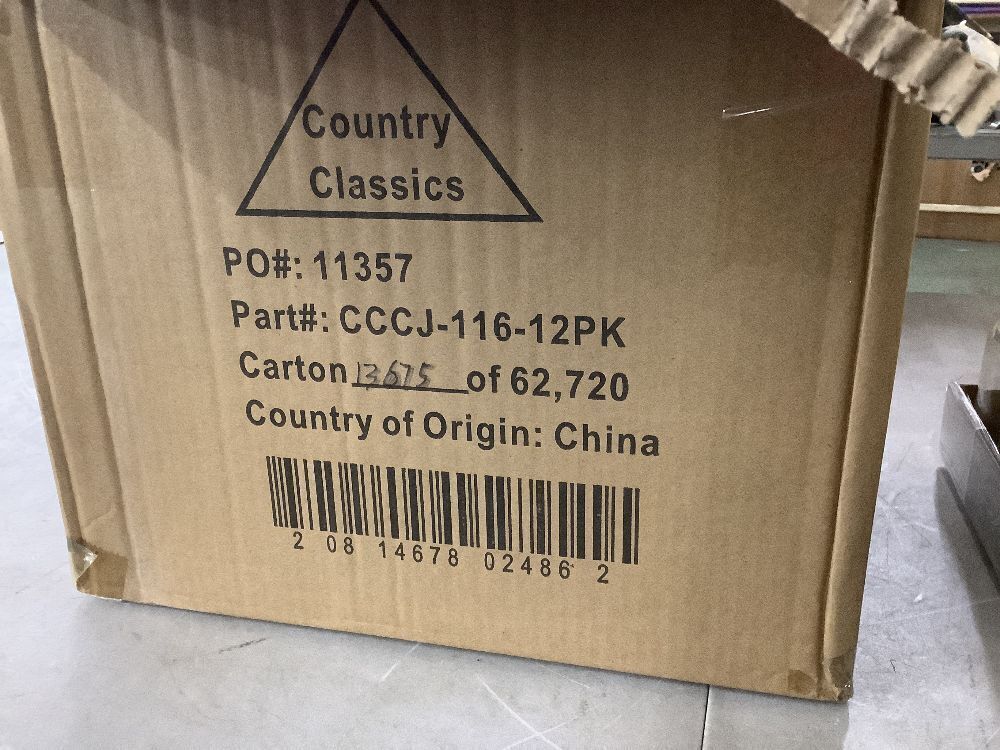 Country
Classics
PO#: 11357
Part#: CCCJ-116-12PK
Carton 13675 of 62,720
Country of Origin: China
2 08 14678 02486 2